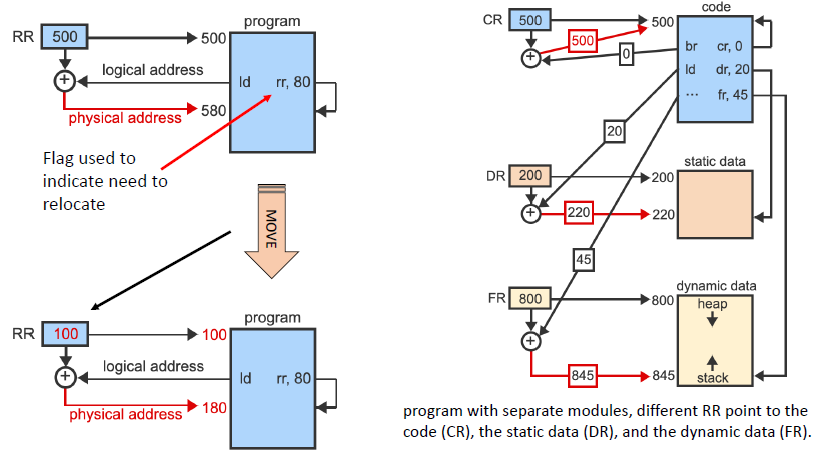 program
RR 500 500
logical address ld rr, 80
physical address 580
Flag used to
indicate need to
relocate
MOVE
program
RR 100 100
logical address ld rr, 80
physical address 180
code
CR 500 500
500
br cr, 0
0
ld dr, 20
... fr, 45
20
static data
DR 200 200
220 220
45
dynamic data
FR 800 800
heap
845 845
stack
program with separate modules, different RR point to the
code (CR), the static data (DR), and the dynamic data (FR).